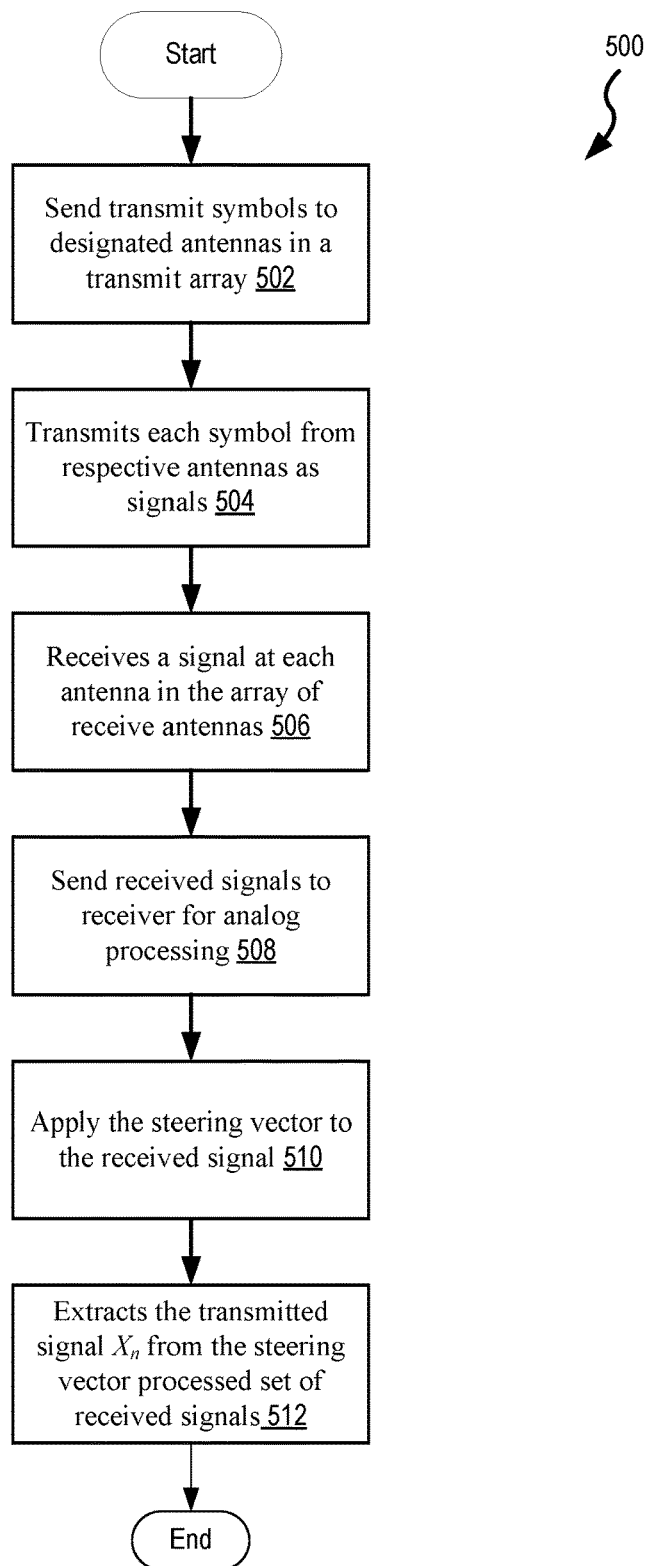 Start
500
Send transmit symbols to
designated antennas in a
transmit array 502
Transmits each symbol from
respective antennas as
signals 504
Receives a signal at each
antenna in the array of
receive antennas 506
Send received signals to
receiver for analog
processing 508
Apply the steering vector to
the received signal 510
Extracts the transmitted
signal Xn from the steering
vector processed set of
received signals 512
End